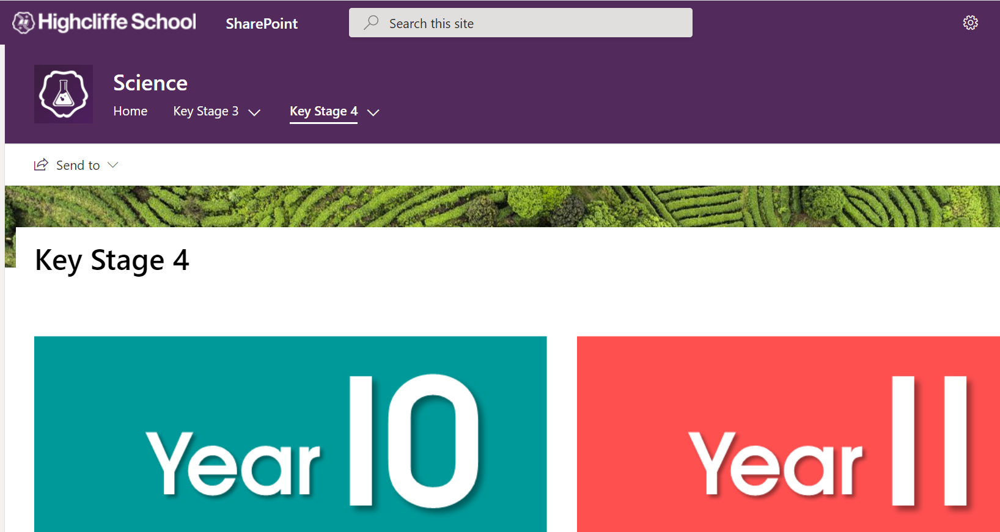 Highcliffe School SharePoint Search this site
Science
Home Key Stage 3 Key Stage 4
Send to
Key Stage 4
Year 10 Year 11